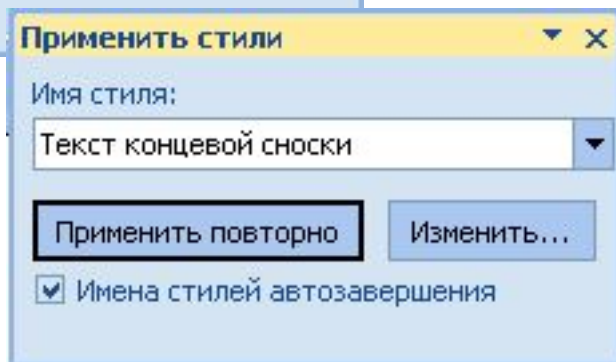 Применить стили
Имя стиля:
Текст концевой сноски
Применить повторно
Изменить...
Имена стилей автозавершения